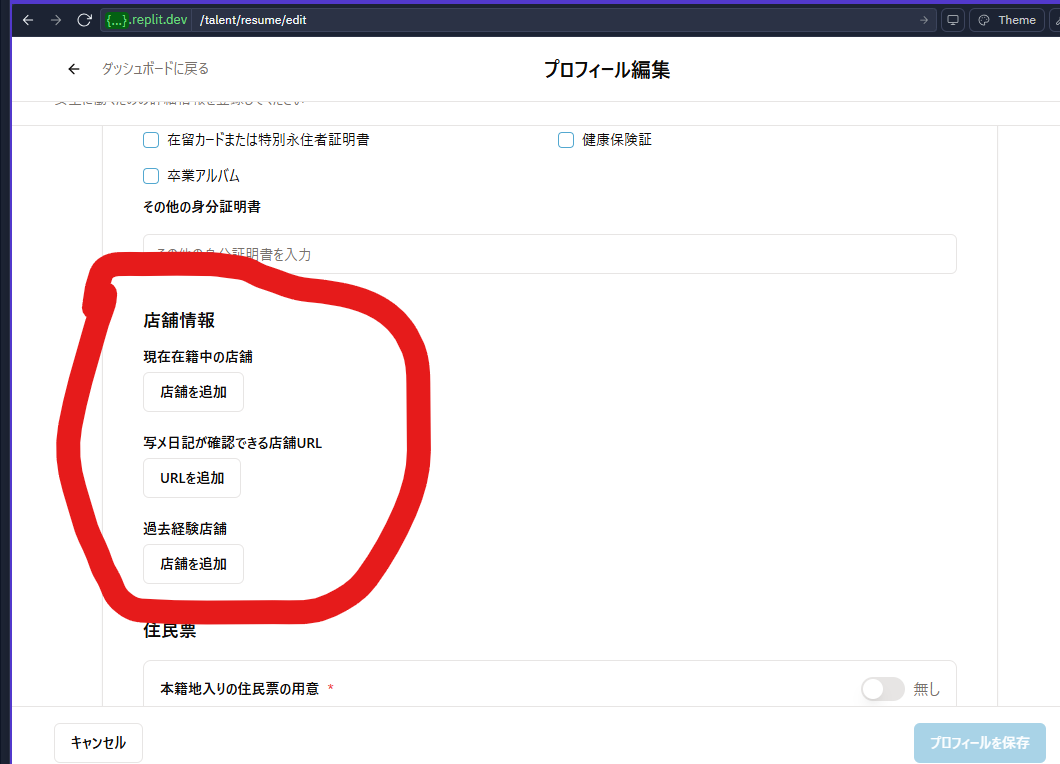 {...}.replit.dev /talent/resume/edit Theme
ダッシュボードに戻る プロフィール編集
在留カードまたは特別永住者証明書 健康保険証
卒業アルバム
その他の身分証明書
その他の身分証明書を入力
店舗情報
現在在籍中の店舗
店舗を追加
写メ日記が確認できる店舗URL
URLを追加
過去経験店舗
店舗を追加
住民票
本籍地入りの住民票の用意 * 無し
キャンセル プロフィールを保存